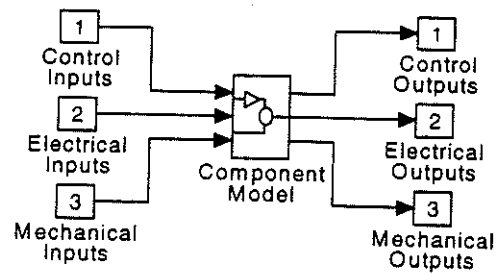 1
Control
Inputs
2
Electrical
Inputs
3
Mechanical
Inputs
Component
Model
1
Control
Outputs
2
Electrical
Outputs
3
Mechanical
Outputs